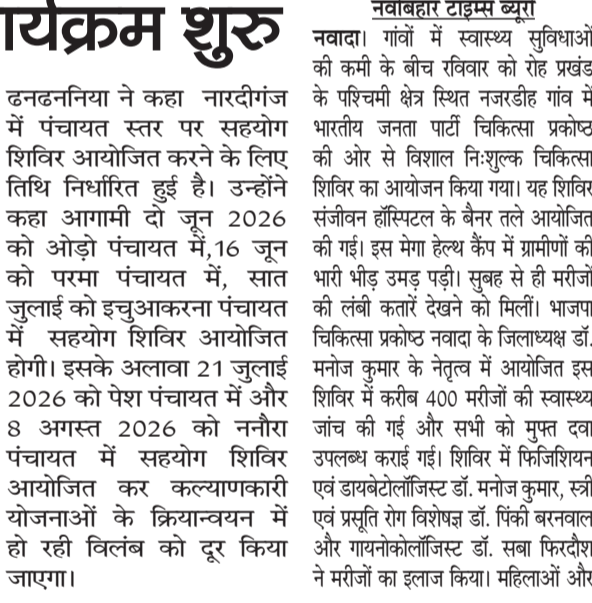 र्यक्रम शुरु
ढनढननिया ने कहा नारदीगंज
में पंचायत स्तर पर सहयोग
शिविर आयोजित करने के लिए
तिथि निर्धारित हुई है। उन्होंने
कहा आगामी दो जून 2026
को ओड़ो पंचायत में,16 जून
को परमा पंचायत में, सात
जुलाई को इचुआकरना पंचायत
में सहयोग शिविर आयोजित
होगी। इसके अलावा 21 जुलाई
2026 को पेश पंचायत में और
8 अगस्त 2026 को ननौरा
पंचायत में सहयोग शिविर
आयोजित कर कल्याणकारी
योजनाओं के क्रियान्वयन में
हो रही विलंब को दूर किया
जाएगा।
नवबिहार टाइम्स ब्यूरो
नवादा। गांवों में स्वास्थ्य सुविधाओं
की कमी के बीच रविवार को रोह प्रखंड
के पश्चिमी क्षेत्र स्थित नजरडीह गांव में
भारतीय जनता पार्टी चिकित्सा प्रकोष्ठ
की ओर से विशाल निःशुल्क चिकित्सा
शिविर का आयोजन किया गया। यह शिविर
संजीवन हॉस्पिटल के बैनर तले आयोजित
की गई। इस मेगा हेल्थ कैंप में ग्रामीणों की
भारी भीड़ उमड़ पड़ी। सुबह से ही मरीजों
की लंबी कतारें देखने को मिलीं। भाजपा
चिकित्सा प्रकोष्ठ नवादा के जिलाध्यक्ष डॉ.
मनोज कुमार के नेतृत्व में आयोजित इस
शिविर में करीब 400 मरीजों की स्वास्थ्य
जांच की गई और सभी को मुफ्त दवा
उपलब्ध कराई गई। शिविर में फिजिशियन
एवं डायबेटोलॉजिस्ट डॉ. मनोज कुमार, स्त्री
एवं प्रसूति रोग विशेषज्ञ डॉ. पिंकी बरनवाल
और गायनोकोलॉजिस्ट डॉ. सबा फिरदौश
ने मरीजों का इलाज किया। महिलाओं और